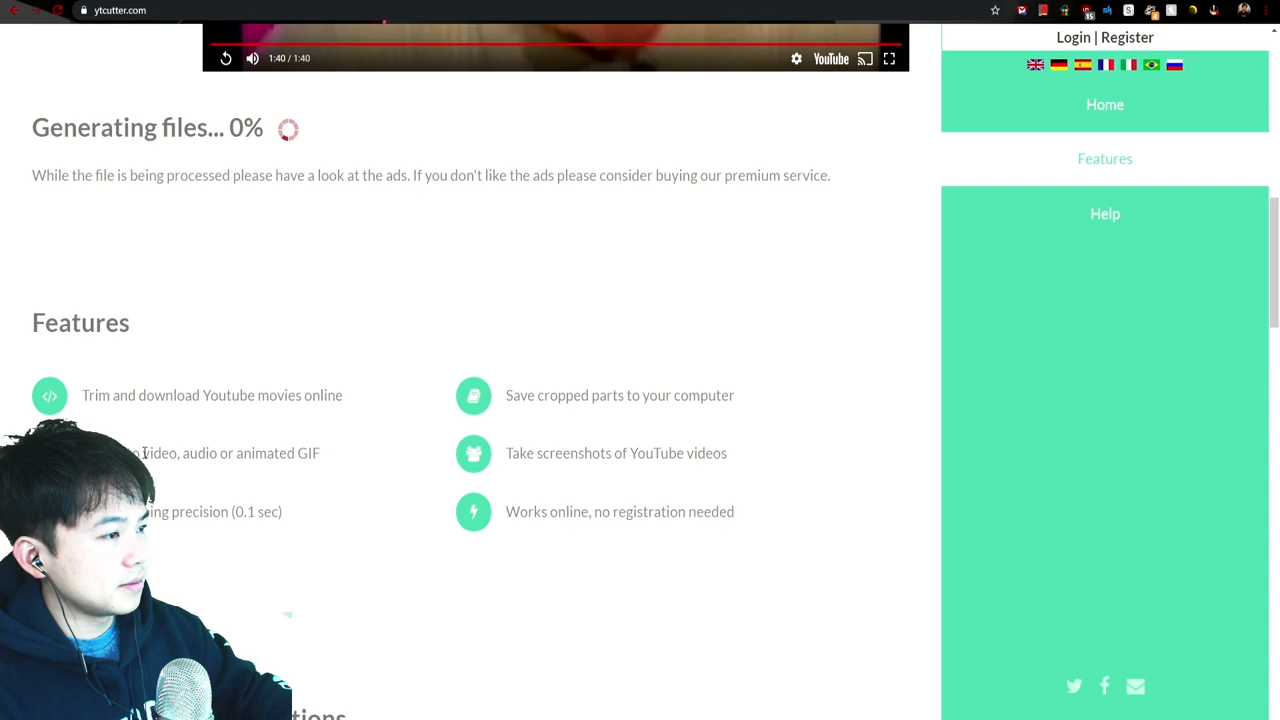 ytcutter.com
15
S
4
Login | Register
1:40 / 1:40
YouTube
Home
Generating files... 0%
Features
While the file is being processed please have a look at the ads. If you don't like the ads please consider buying our premium service.
Help
Features
Trim and download Youtube movies online
Save cropped parts to your computer
video, audio or animated GIF
Take screenshots of YouTube videos
precision (0.1 sec)
Works online, no registration needed